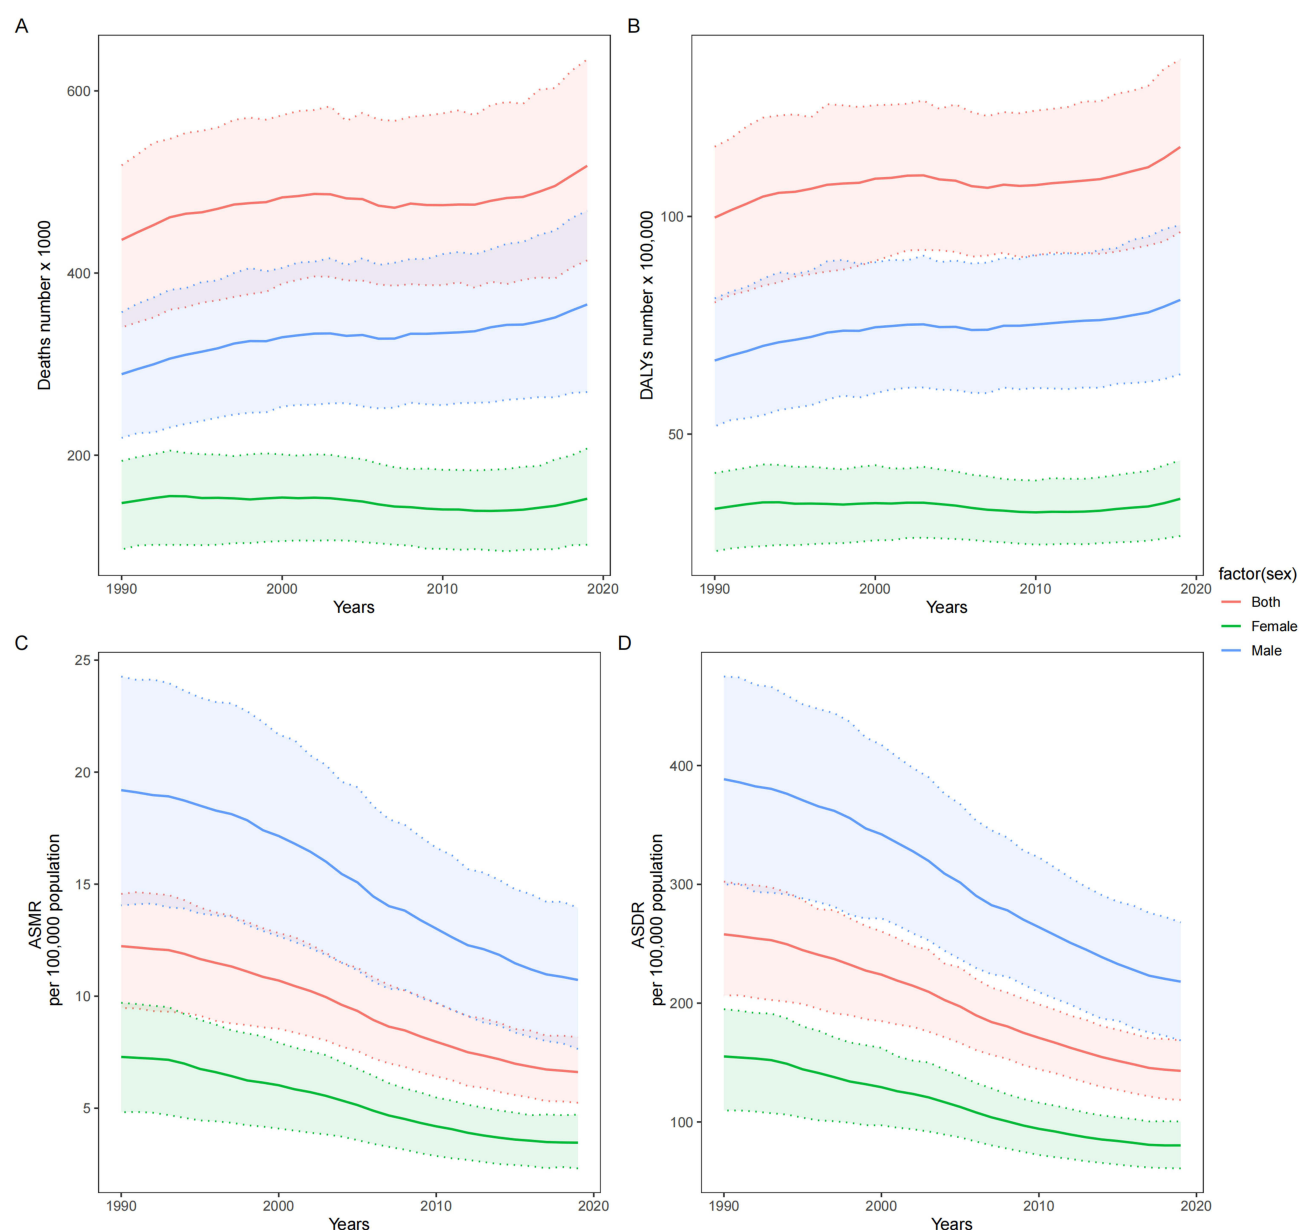 A
B
Deaths number x 1000
600
400
200
1990
2000
2010
2020
Years
DALYs number x 100,000
100
50
1990
2000
2010
2020
Years
factor(sex)
Both
Female
Male
C
D
ASMR
per 100,000 population
25
20
15
10
5
1990
2000
2010
2020
Years
ASDR
per 100,000 population
400
300
200
100
1990
2000
2010
2020
Years